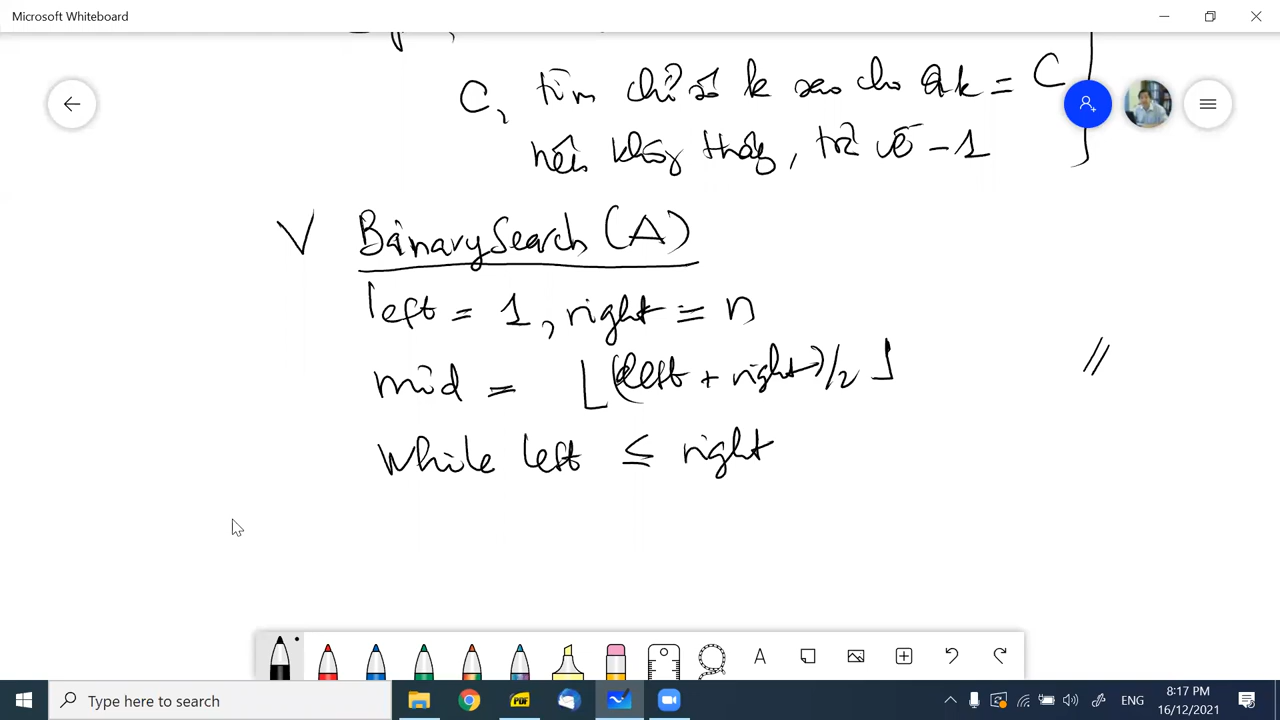 Microsoft Whiteboard
C, tìm chỉ số k sao cho ak = C
nếu không thấy, trả về -1
V BinarySearch (A)
left = 1, right = n
mid = ⌊(left + right)/2⌋ //
While left ≤ right
A
Type here to search
PDF
ENG
8:17 PM
16/12/2021